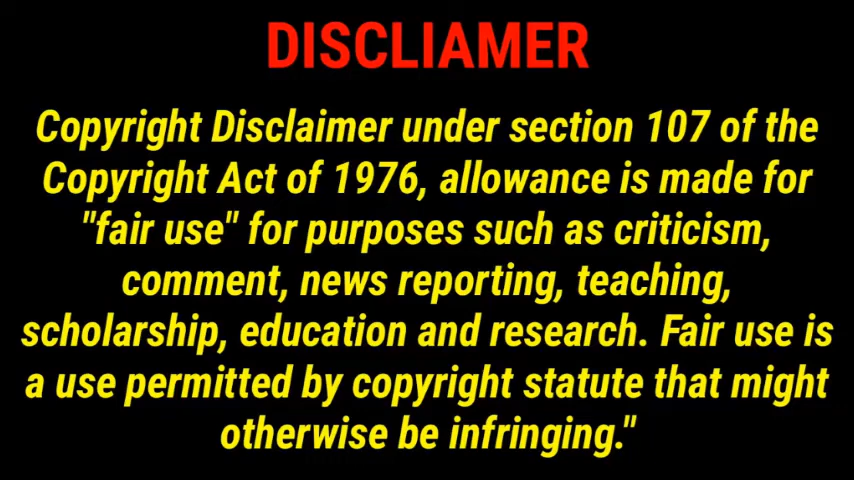 DISCLIAMER
Copyright Disclaimer under section 107 of the
Copyright Act of 1976, allowance is made for
"fair use" for purposes such as criticism,
comment, news reporting, teaching,
scholarship, education and research. Fair use is
a use permitted by copyright statute that might
otherwise be infringing."